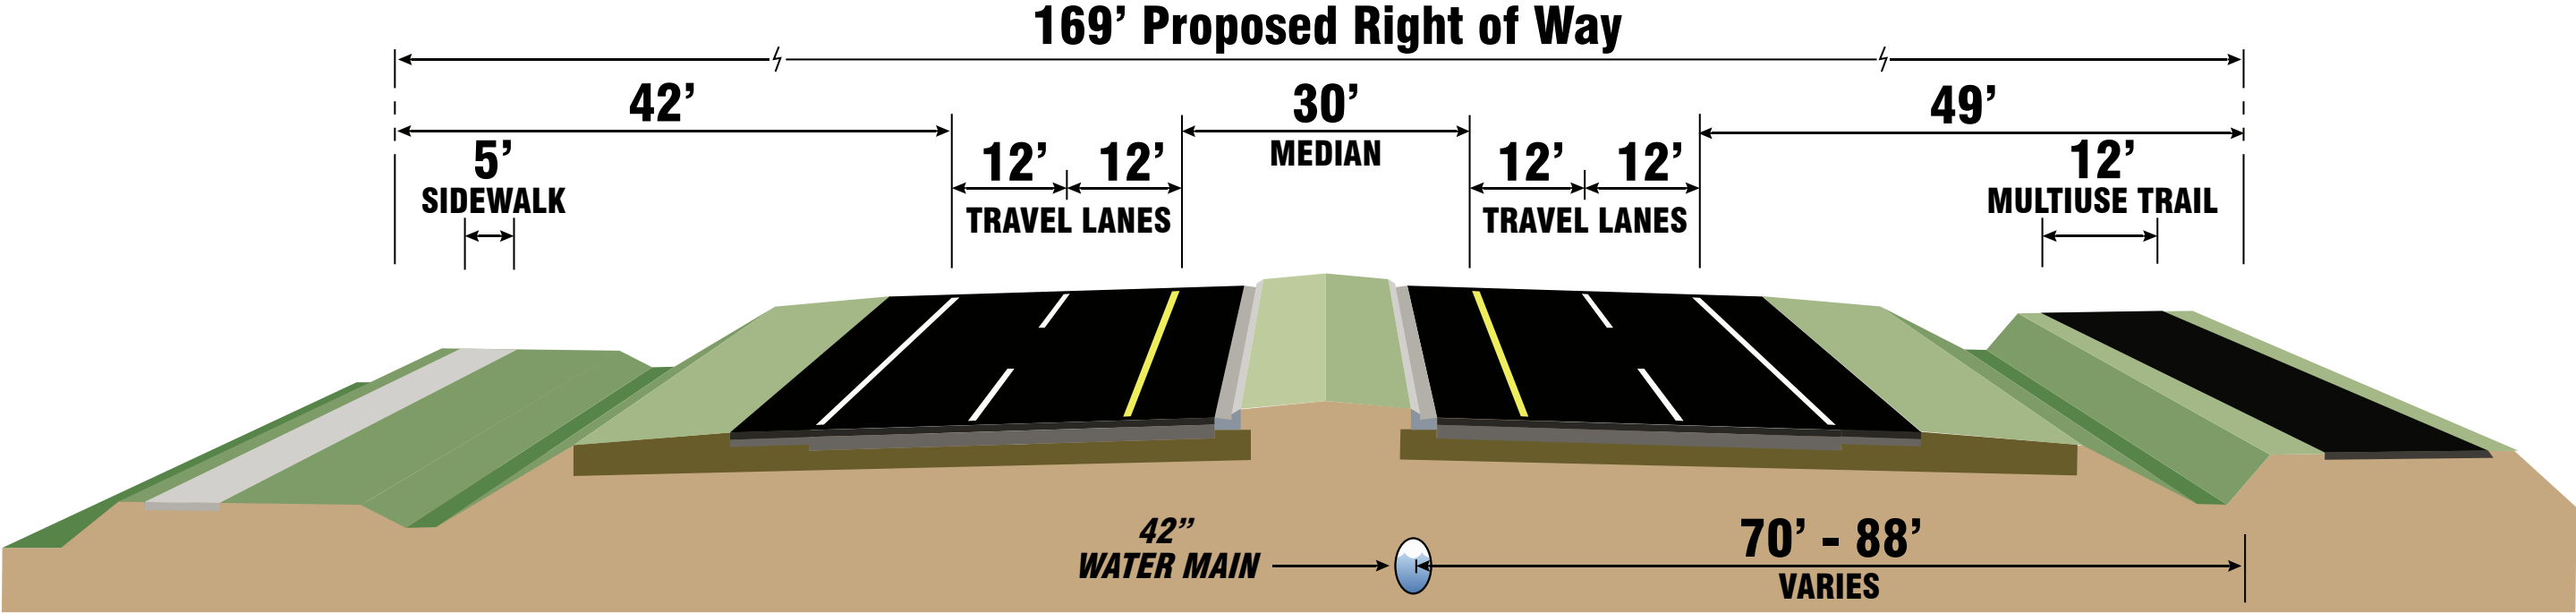 169’ Proposed Right of Way
42’
30’
49’
5’
SIDEWALK
12’ 12’
TRAVEL LANES
MEDIAN
12’ 12’
TRAVEL LANES
12’
MULTIUSE TRAIL
42”
WATER MAIN
70’ - 88’
VARIES